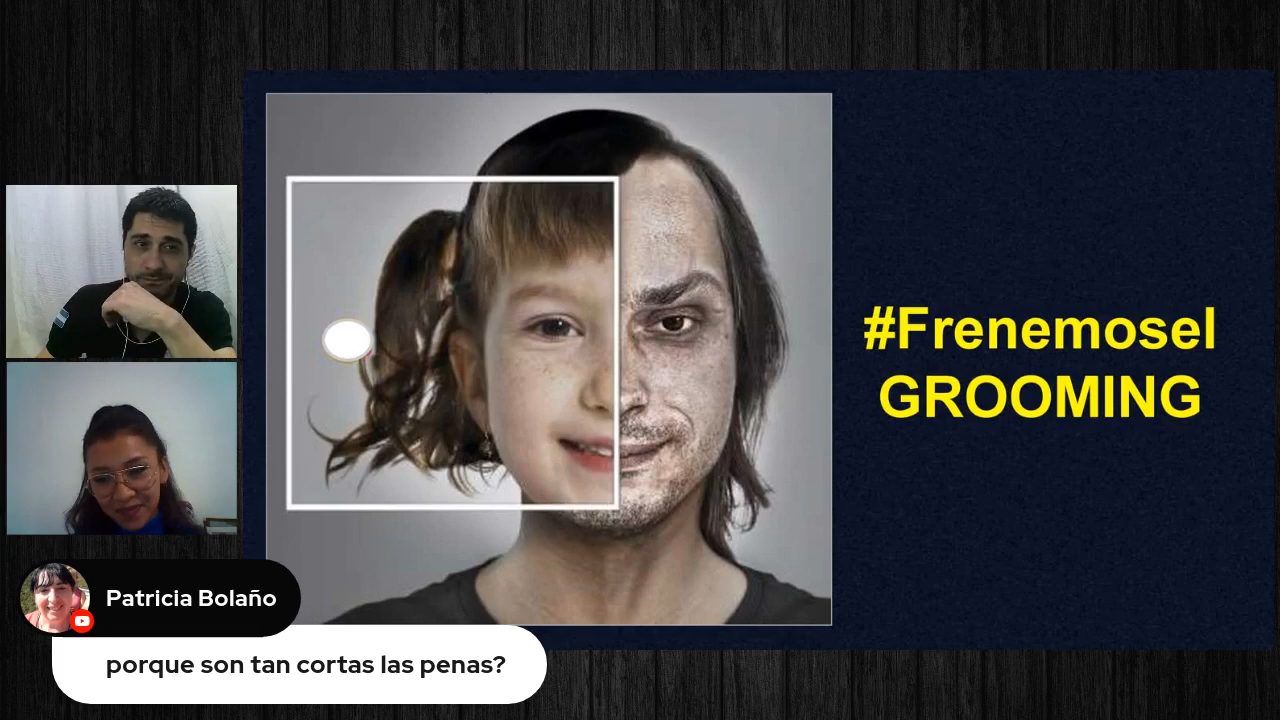 #Frenemosel
GROOMING
Patricia Bolaño
porque son tan cortas las penas?